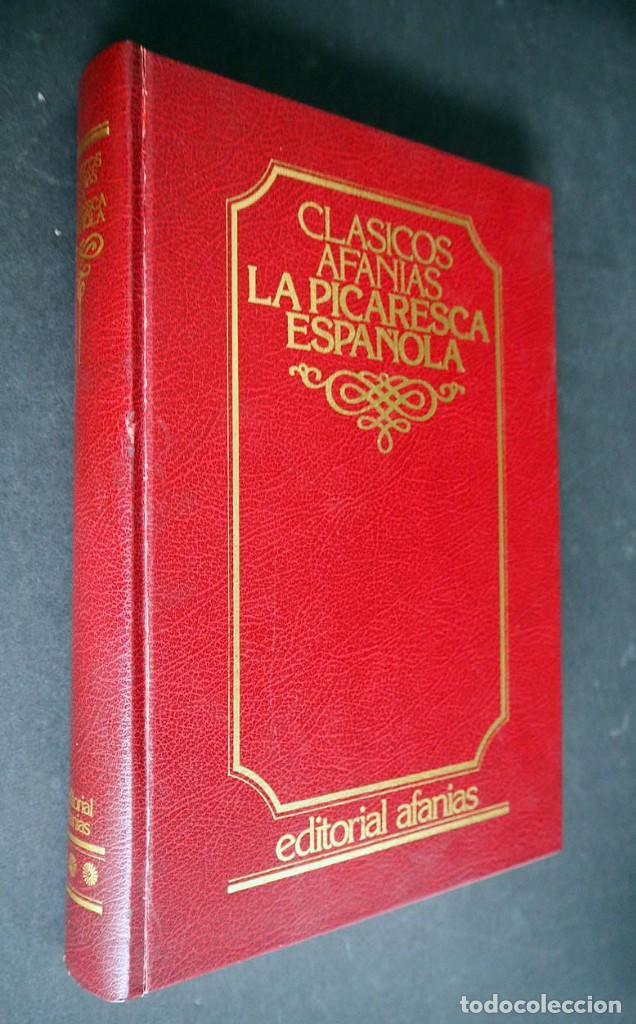 CLASICOS
AFANIAS
LA PICARESCA
ESPAÑOLA
editorial afanias
todocoleccion